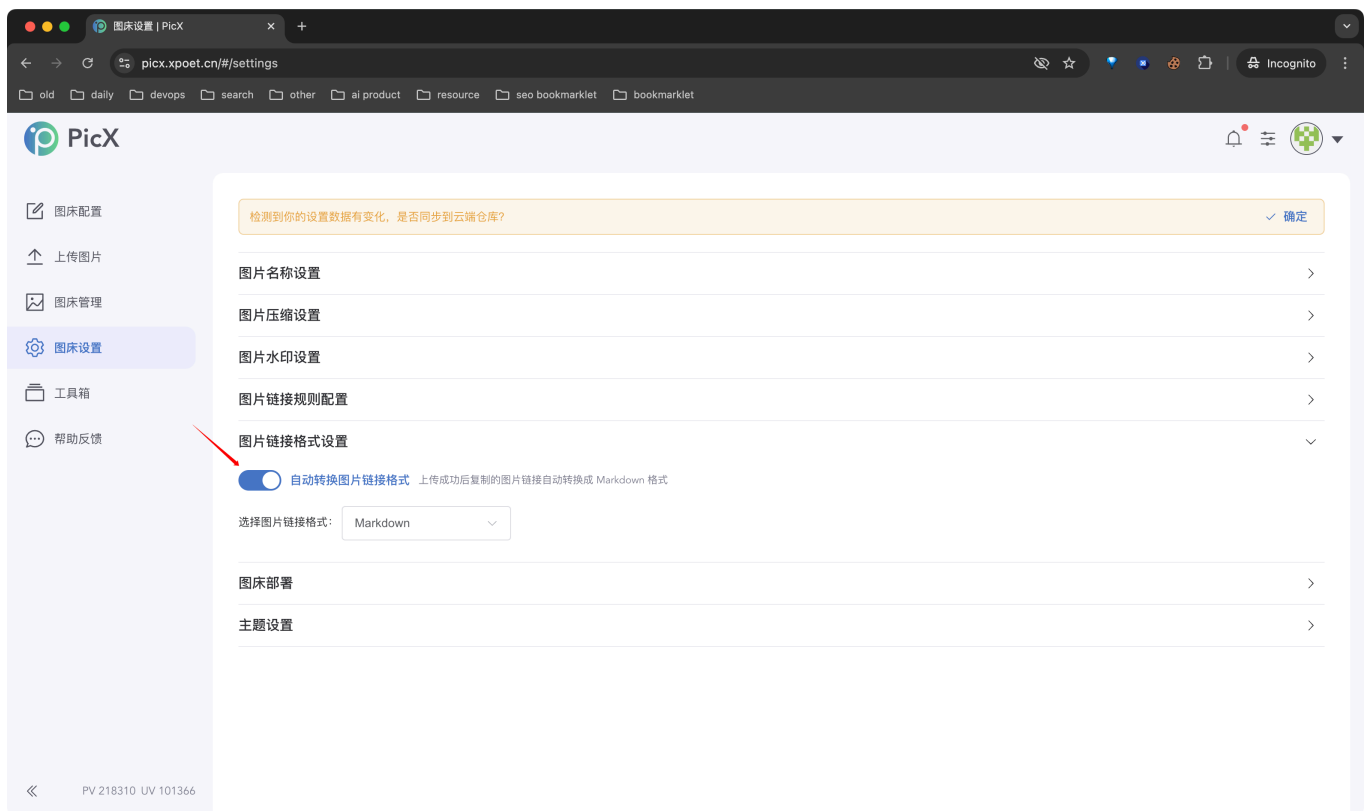 图床设置 | PicX
picx.xpoet.cn/#/settings
Incognito
old daily devops search other ai product resource seo bookmarklet bookmarklet
PicX
图床配置
上传图片
图床管理
图床设置
工具箱
帮助反馈
PV 218310 UV 101366
检测到你的设置数据有变化，是否同步到云端仓库？ 确定
图片名称设置
图片压缩设置
图片水印设置
图片链接规则配置
图片链接格式设置
自动转换图片链接格式 上传成功后复制的图片链接自动转换成 Markdown 格式
选择图片链接格式： Markdown
图床部署
主题设置